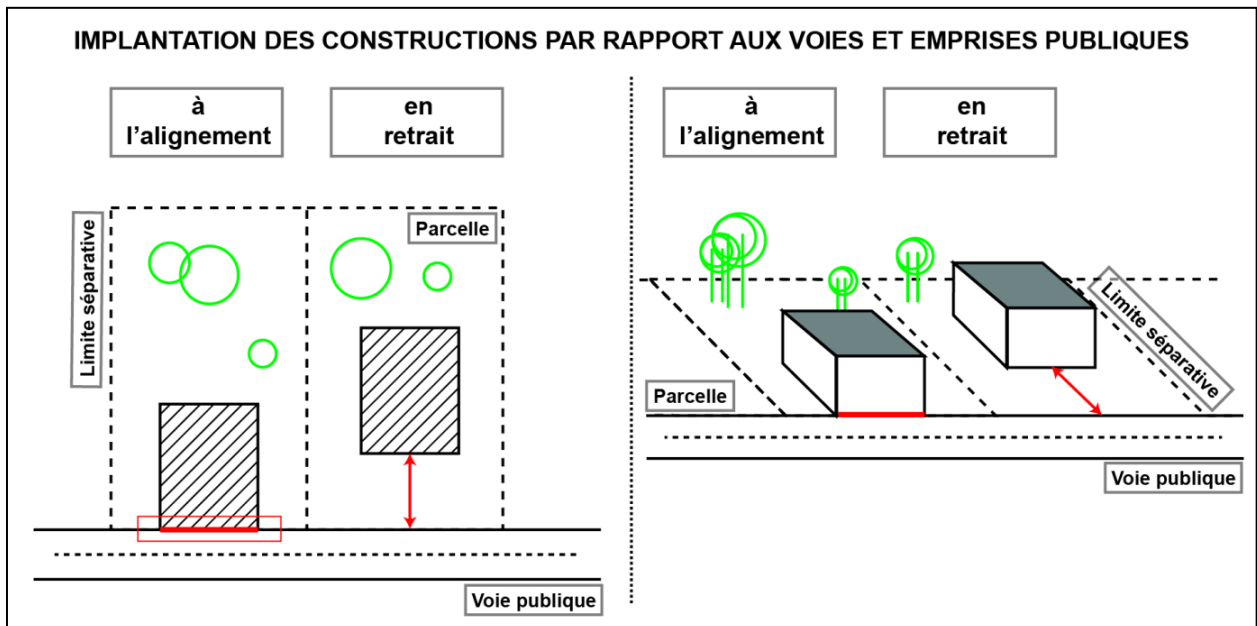 IMPLANTATION DES CONSTRUCTIONS PAR RAPPORT AUX VOIES ET EMPRISES PUBLIQUES
à
l’alignement
en
retrait
Limite séparative
Parcelle
Voie publique
à
l’alignement
en
retrait
Limite séparative
Parcelle
Voie publique